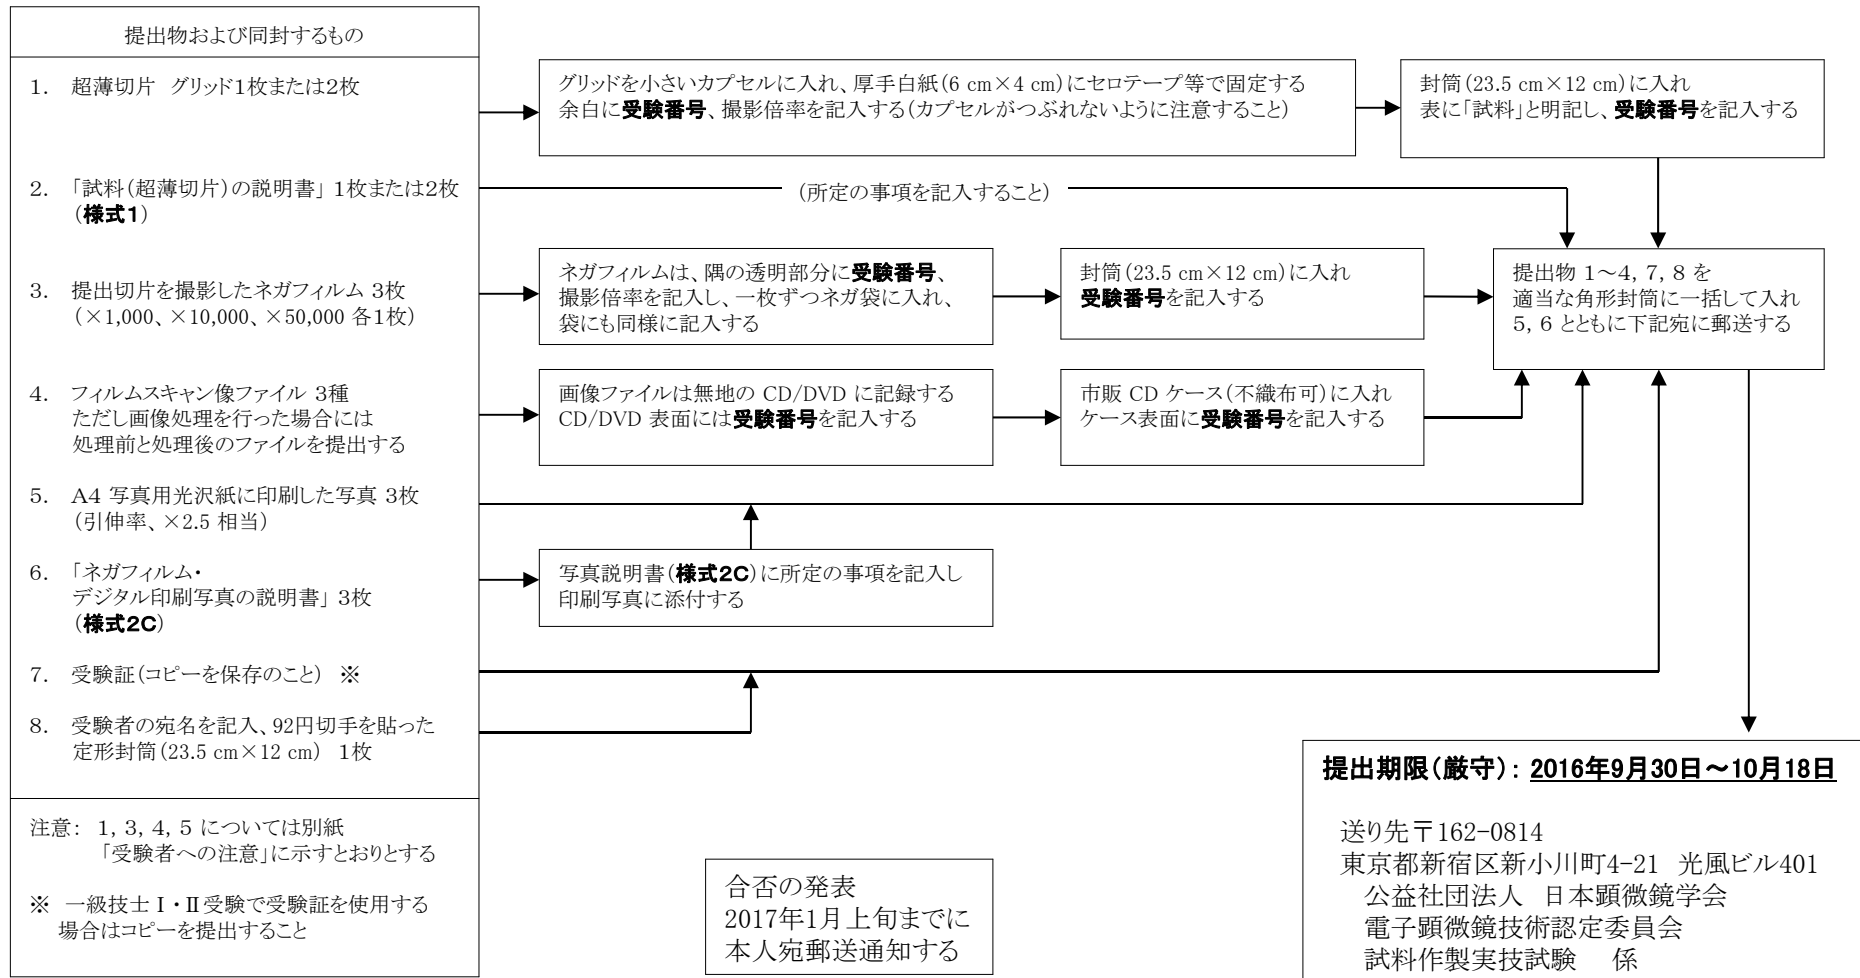 提出物および同封するもの
1. 超薄切片 グリッド1枚または2枚
グリッドを小さいカプセルに入れ、厚手白紙(6 cm×4 cm)にセロテープ等で固定する
余白に受験番号、撮影倍率を記入する(カプセルがつぶれないように注意すること)
封筒(23.5 cm×12 cm)に入れ
表に「試料」と明記し、受験番号を記入する
2. 「試料(超薄切片)の説明書」 1枚または2枚
(様式1)
(所定の事項を記入すること)
3. 提出切片を撮影したネガフィルム 3枚
(×1,000、×10,000、×50,000 各1枚)
ネガフィルムは、隅の透明部分に受験番号、
撮影倍率を記入し、一枚ずつネガ袋に入れ、
袋にも同様に記入する
封筒(23.5 cm×12 cm)に入れ
受験番号を記入する
提出物 1～4, 7, 8 を
適当な角形封筒に一括して入れ
5, 6 とともに下記宛に郵送する
4. フィルムスキャン像ファイル 3種
ただし画像処理を行った場合には
処理前と処理後のファイルを提出する
画像ファイルは無地の CD/DVD に記録する
CD/DVD 表面には受験番号を記入する
市販 CD ケース(不織布可)に入れ
ケース表面に受験番号を記入する
5. A4 写真用光沢紙に印刷した写真 3枚
(引伸率、×2.5 相当)
6. 「ネガフィルム・
デジタル印刷写真の説明書」 3枚
(様式2C)
写真説明書(様式2C)に所定の事項を記入し
印刷写真に添付する
7. 受験証(コピーを保存のこと) ※
8. 受験者の宛名を記入、92円切手を貼った
定形封筒(23.5 cm×12 cm) 1枚
注意: 1, 3, 4, 5 については別紙
「受験者への注意」に示すとおりとする
※ 一級技士 I・II 受験で受験証を使用する
場合はコピーを提出すること
合否の発表
2017年1月上旬までに
本人宛郵送通知する
提出期限(厳守): 2016年9月30日～10月18日
送り先〒162-0814
東京都新宿区新小川町4-21 光風ビル401
公益社団法人 日本顕微鏡学会
電子顕微鏡技術認定委員会
試料作製実技試験 係